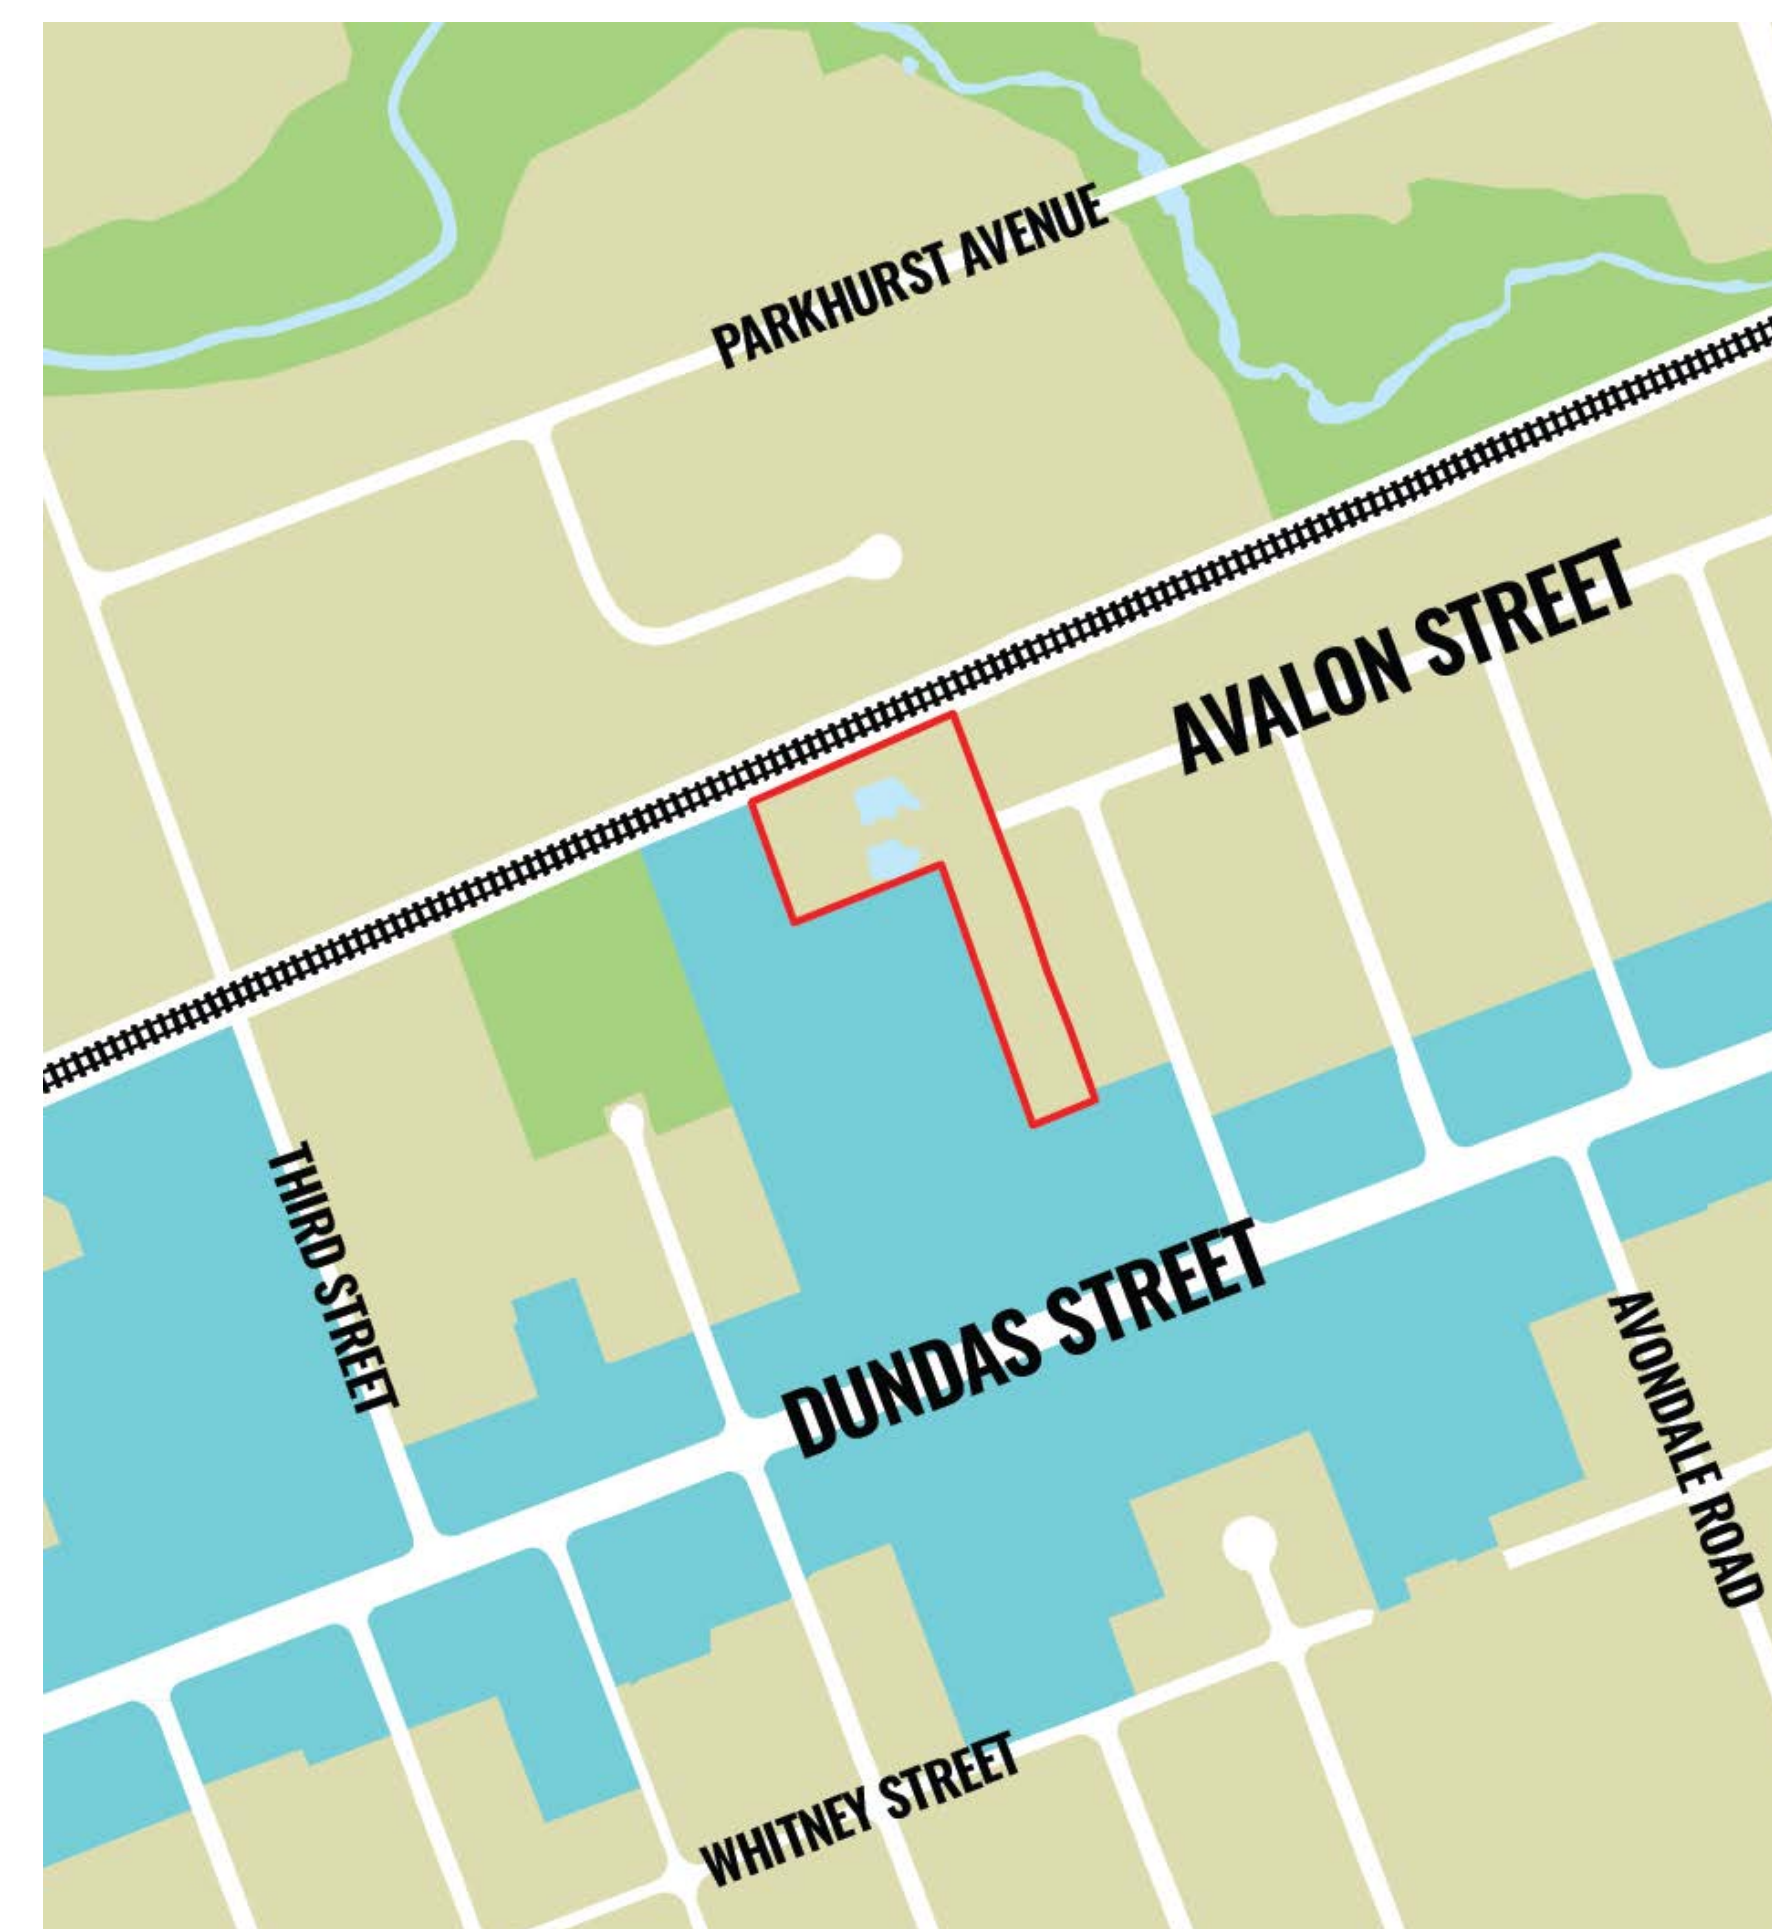 PARKHURST AVENUE
AVALON STREET
THIRD STREET
DUNDAS STREET
AVONDALE ROAD
WHITNEY STREET